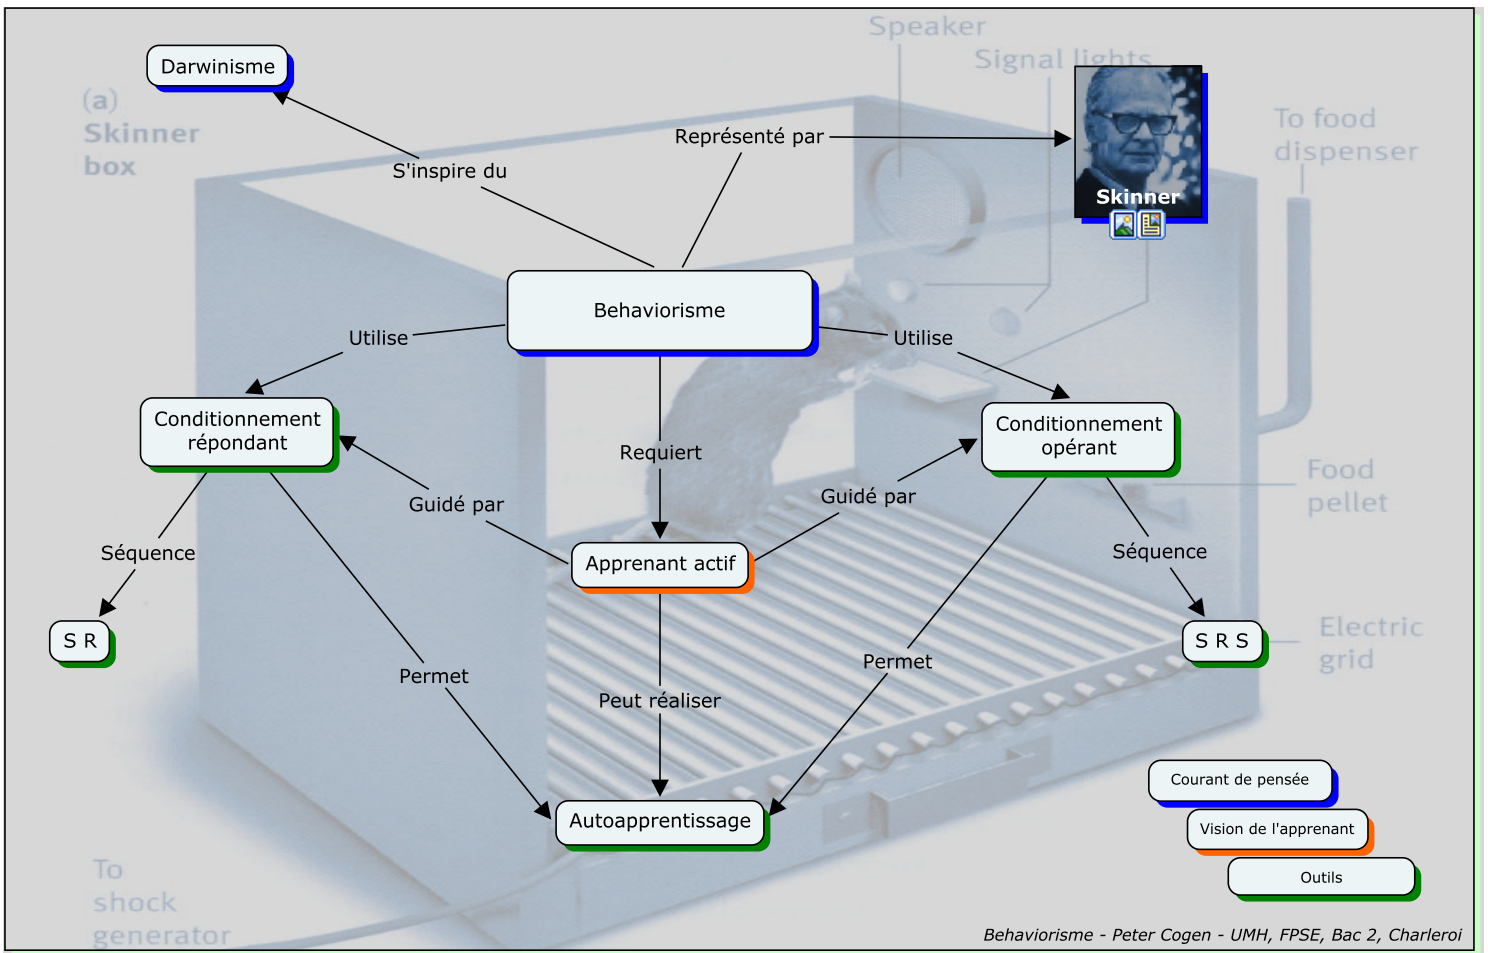 Speaker
Signal lights
Darwinisme
(a)
Skinner
box
To food
dispenser
Représenté par
S'inspire du
Skinner
Behaviorisme
Utilise
Utilise
Conditionnement
répondant
Conditionnement
opérant
Requiert
Guidé par
Guidé par
Food
pellet
Séquence
Séquence
Apprenant actif
S R
S R S
Electric
grid
Permet
Permet
Peut réaliser
Autoapprentissage
Courant de pensée
Vision de l'apprenant
Outils
To
shock
generator
Behaviorisme - Peter Cogen - UMH, FPSE, Bac 2, Charleroi